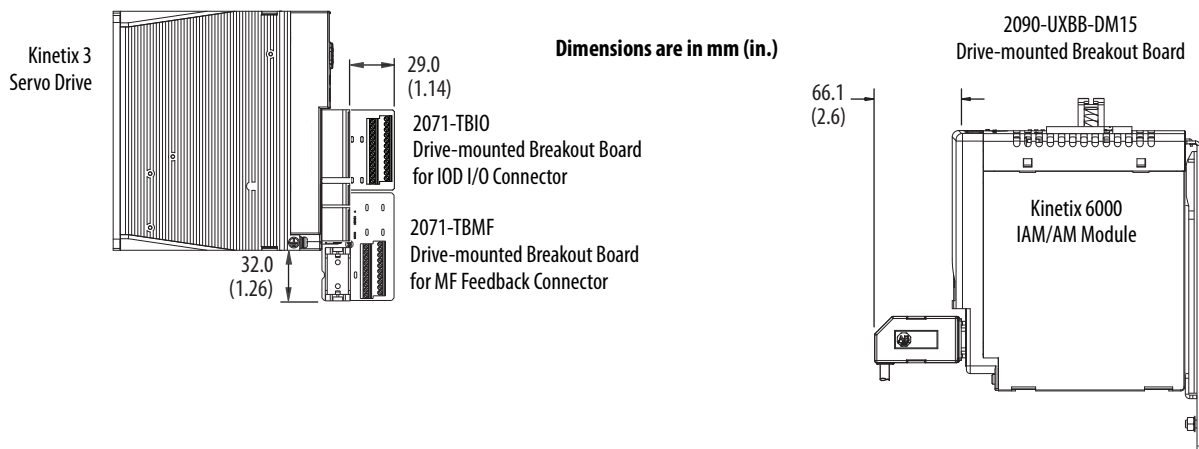 Kinetix 3
Servo Drive
29.0
(1.14)
2071-TBIO
Drive-mounted Breakout Board
for IOD I/O Connector
2071-TBMF
Drive-mounted Breakout Board
for MF Feedback Connector
32.0
(1.26)
Dimensions are in mm (in.)
2090-UXBB-DM15
Drive-mounted Breakout Board
66.1
(2.6)
Kinetix 6000
IAM/AM Module